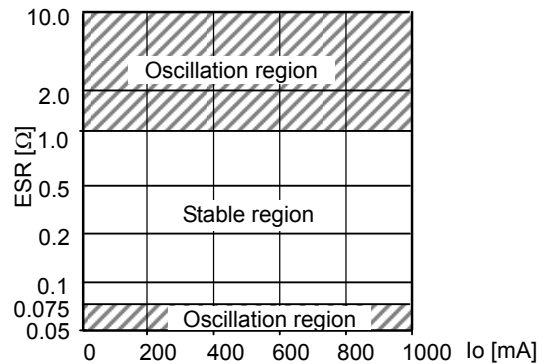 10.0
Oscillation region
2.0
1.0
ESR [Ω]
0.5
Stable region
0.2
0.1
0.075
Oscillation region
0.05
0 200 400 600 800 1000 Io [mA]